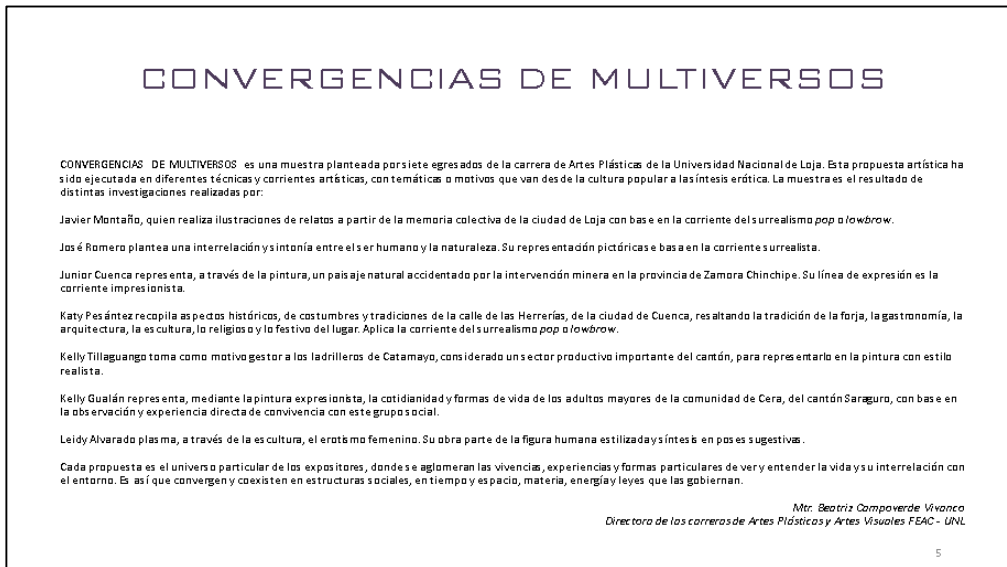 CONVERGENCIAS DE MULTIVERSOS
CONVERGENCIAS DE MULTIVERSOS es una muestra planteada por siete egresados de la carrera de Artes Plásticas de la Universidad Nacional de Loja. Esta propuesta artística ha
sido ejecutada en diferentes técnicas y corrientes artísticas, con temáticas o motivos que van desde la cultura popular a la síntesis erótica. La muestra es el resultado de
distintas investigaciones realizadas por:
Javier Montaño, quien realiza ilustraciones de relatos a partir de la memoria colectiva de la ciudad de Loja con base en la corriente del surrealismo pop o lowbrow.
José Romero plantea una interrelación y sintonía entre el ser humano y la naturaleza. Su representación pictórica se basa en la corriente surrealista.
Junior Cuenca representa, a través de la pintura, un paisaje natural accidentado por la intervención minera en la provincia de Zamora Chinchipe. Su línea de expresión es la
corriente impresionista.
Katy Pesántez recopila aspectos históricos, de costumbres y tradiciones de la calle de las Herrerías, de la ciudad de Cuenca, resaltando la tradición de la forja, la gastronomía, la
arquitectura, la escultura, lo religioso y lo festivo del lugar. Aplica la corriente del surrealismo pop o lowbrow.
Kelly Tillaguango toma como motivo gestor a los ladrilleros de Catamayo, considerado un sector productivo importante del cantón, para representarlo en la pintura con estilo
realista.
Kelly Gualán representa, mediante la pintura expresionista, la cotidianidad y formas de vida de los adultos mayores de la comunidad de Cera, del cantón Saraguro, con base en
la observación y experiencia directa de convivencia con este grupo social.
Leidy Alvarado plasma, a través de la escultura, el erotismo femenino. Su obra parte de la figura humana estilizada y síntesis en poses sugestivas.
Cada propuesta es el universo particular de los expositores, donde se aglomeran las vivencias, experiencias y formas particulares de ver y entender la vida y su interrelación con
el entorno. Es así que convergen y coexisten en estructuras sociales, en tiempo y espacio, materia, energía y leyes que las gobiernan.
Mtr. Beatriz Campoverde Vivanco
Directora de las carreras de Artes Plásticas y Artes Visuales FEAC - UNL
5